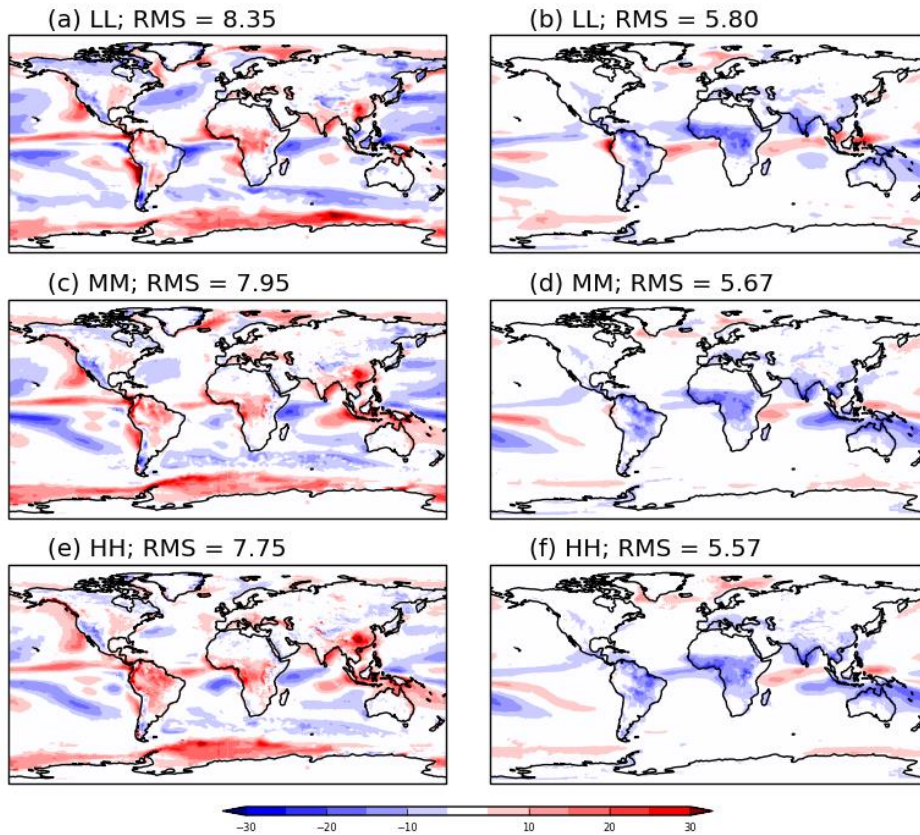 (a) LL; RMS = 8.35
(b) LL; RMS = 5.80
(c) MM; RMS = 7.95
(d) MM; RMS = 5.67
(e) HH; RMS = 7.75
(f) HH; RMS = 5.57
−30 −20 −10 10 20 30